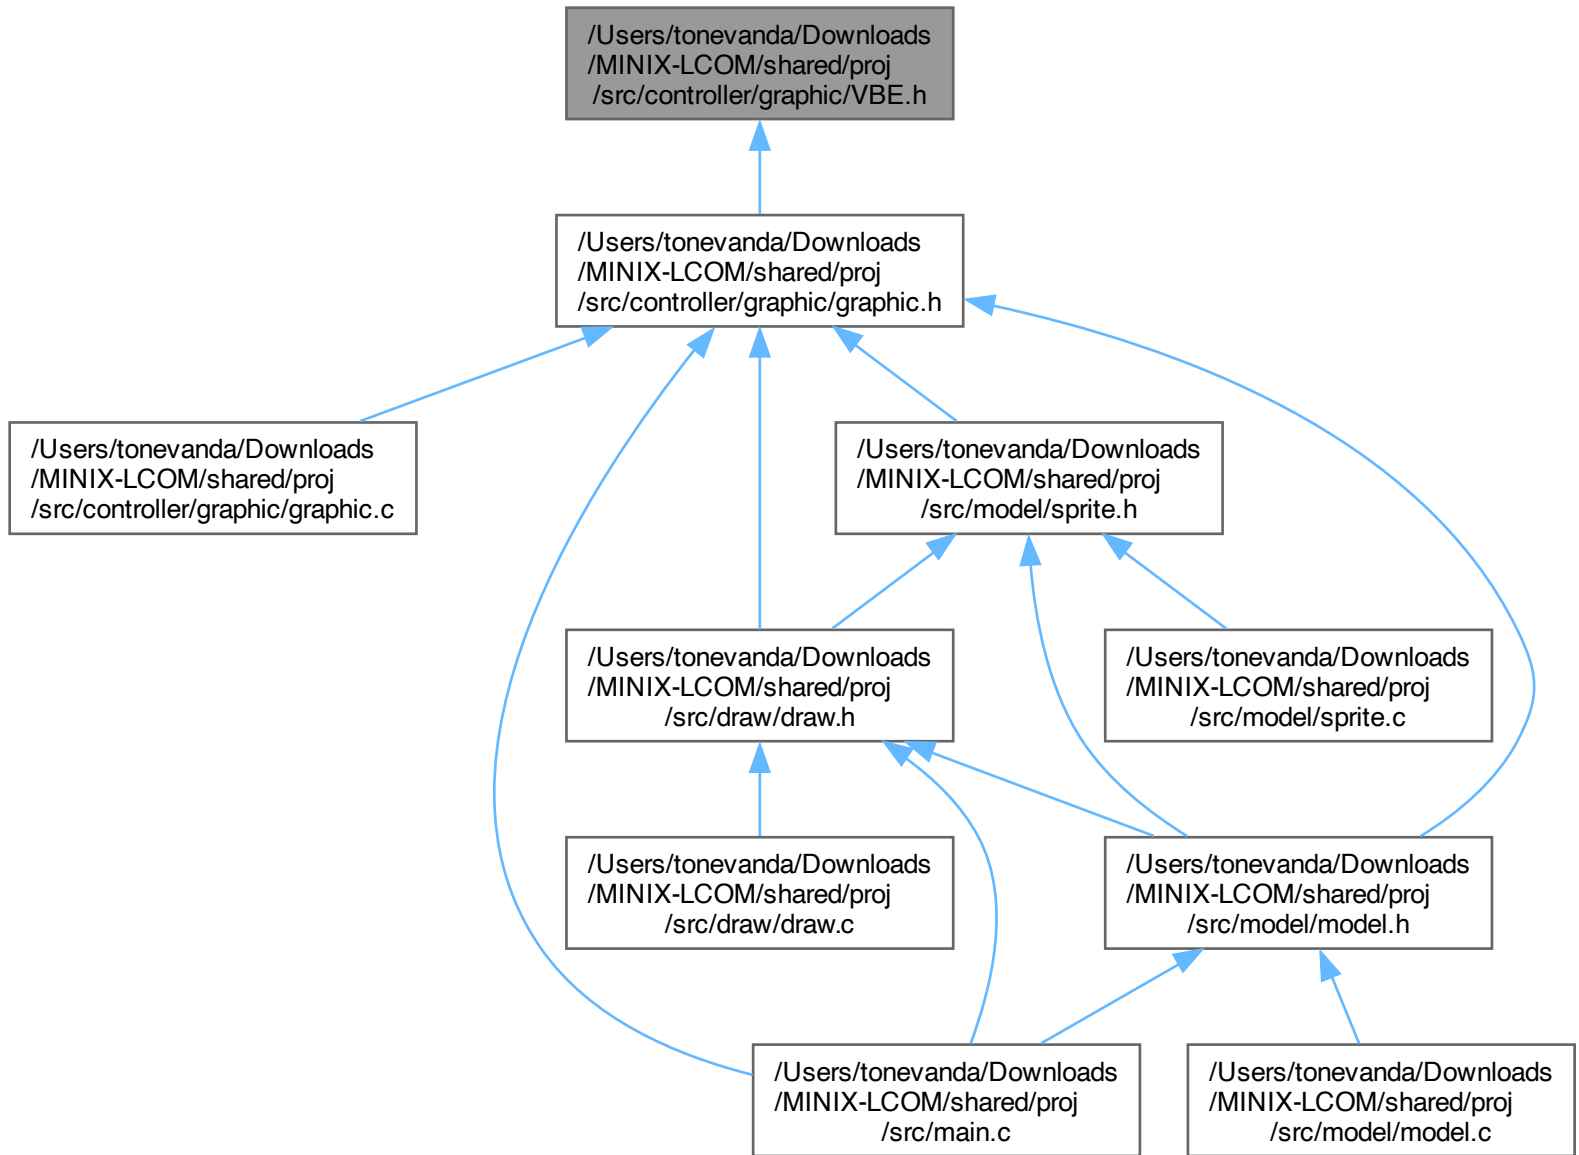 /Users/tonevanda/Downloads
/MINIX-LCOM/shared/proj
/src/controller/graphic/VBE.h
/Users/tonevanda/Downloads
/MINIX-LCOM/shared/proj
/src/controller/graphic/graphic.h
/Users/tonevanda/Downloads
/MINIX-LCOM/shared/proj
/src/controller/graphic/graphic.c
/Users/tonevanda/Downloads
/MINIX-LCOM/shared/proj
/src/model/sprite.h
/Users/tonevanda/Downloads
/MINIX-LCOM/shared/proj
/src/draw/draw.h
/Users/tonevanda/Downloads
/MINIX-LCOM/shared/proj
/src/model/sprite.c
/Users/tonevanda/Downloads
/MINIX-LCOM/shared/proj
/src/draw/draw.c
/Users/tonevanda/Downloads
/MINIX-LCOM/shared/proj
/src/model/model.h
/Users/tonevanda/Downloads
/MINIX-LCOM/shared/proj
/src/main.c
/Users/tonevanda/Downloads
/MINIX-LCOM/shared/proj
/src/model/model.c